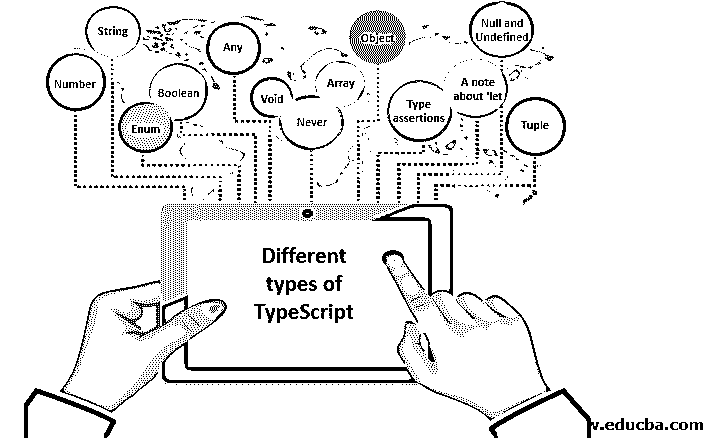 String
Number
Boolean
Enum
Any
Void
Never
Array
Object
Type
assertions
A note
about 'let
Null and
Undefined
Tuple
Different
types of
TypeScript
v.educba.com